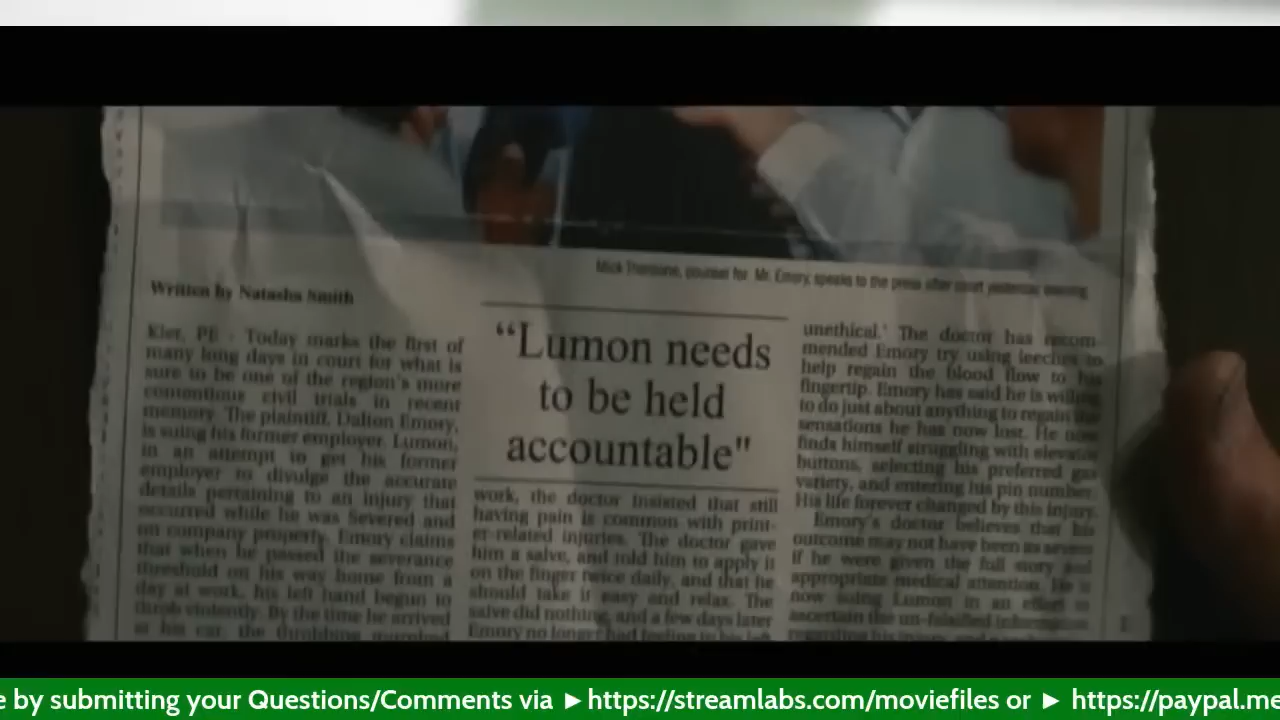 Mick Transone, counsel for Mr. Emory, speaks to the press after court yesterday evening
Written by Natasha Smith
Kier, PE - Today marks the first of
many long days in court for what is
sure to be one of the region's more
contentious civil trials in recent
memory. The plaintiff, Dalton Emory,
is suing his former employer, Lumon,
in an attempt to get his former
employer to divulge the accurate
details pertaining to an injury that
occurred while he was Severed and
on company property. Emory claims
that when he passed the severance
threshold on his way home from a
day at work, his left hand begun to
throb violently. By the time he arrived
at his car, the throbbing
“Lumon needs
to be held
accountable"
work, the doctor insisted that still
having pain is common with print-
er-related injuries. The doctor gave
him a salve, and told him to apply it
on the finger twice daily, and that he
should take it easy and relax. The
salve did nothing, and a few days later
Emory no longer had feeling in his left
unethical.' The doctor has recom-
mended Emory try using leeches to
help regain the blood flow to his
fingertip. Emory has said he is willing
to do just about anything to regain the
sensations he has now lost. He now
finds himself struggling with elevator
buttons, selecting his preferred gas
variety, and entering his pin number.
His life forever changed by this injury.
Emory's doctor believes that his
outcome may not have been as severe
if he were given the full story and
appropriate medical attention. He is
now suing Lumon in an effort to
ascertain the un-falsified information
regarding his injury, and
e by submitting your Questions/Comments via ►https://streamlabs.com/moviefiles or ► https://paypal.me